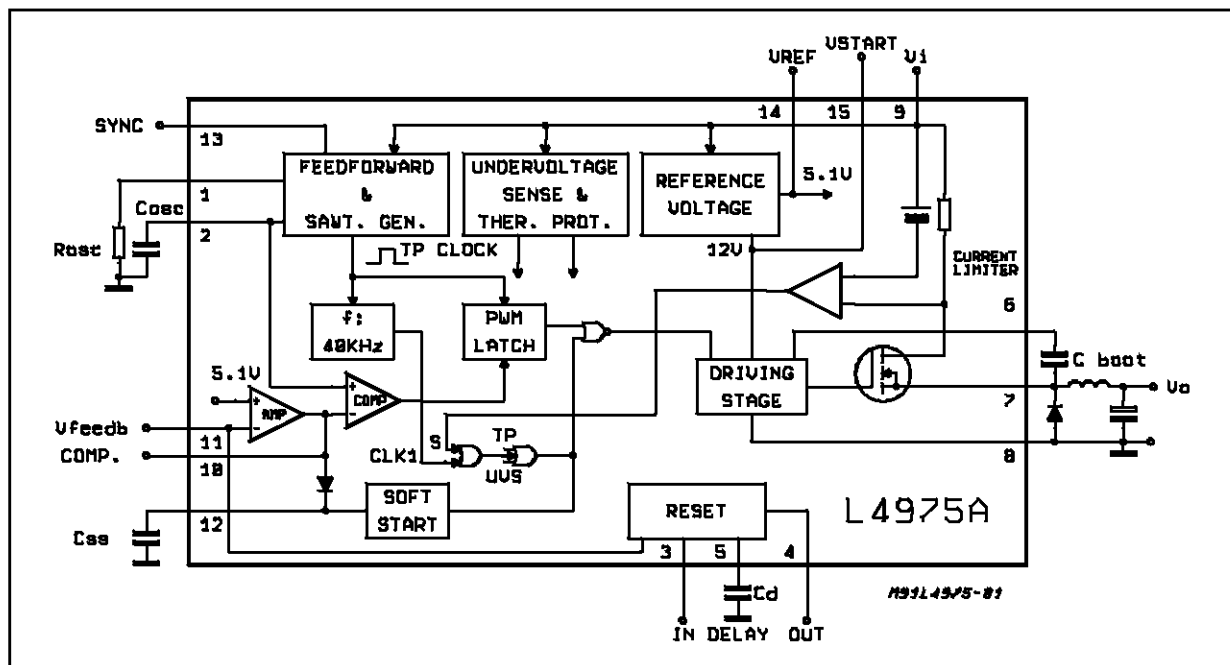 VREF
VSTART
Vi
14 15 9
SYNC
13
FEEDFORWARD
&
SAWT. GEN.
UNDERVOLTAGE
SENSE &
THER. PROT.
REFERENCE
VOLTAGE
5.1V
1
Cosc
2
Rosc
TP CLOCK
12V
CURRENT
LIMITER
6
f:
40KHz
PWM
LATCH
C boot
5.1V
+
-
AMP
+
-
COMP
DRIVING
STAGE
7
Vo
Vfeedb
11
COMP.
10
S
CLK1
TP
UVS
8
SOFT
START
12
Css
RESET
L4975A
3 5 4
Cd
M91L4975-01
IN DELAY OUT